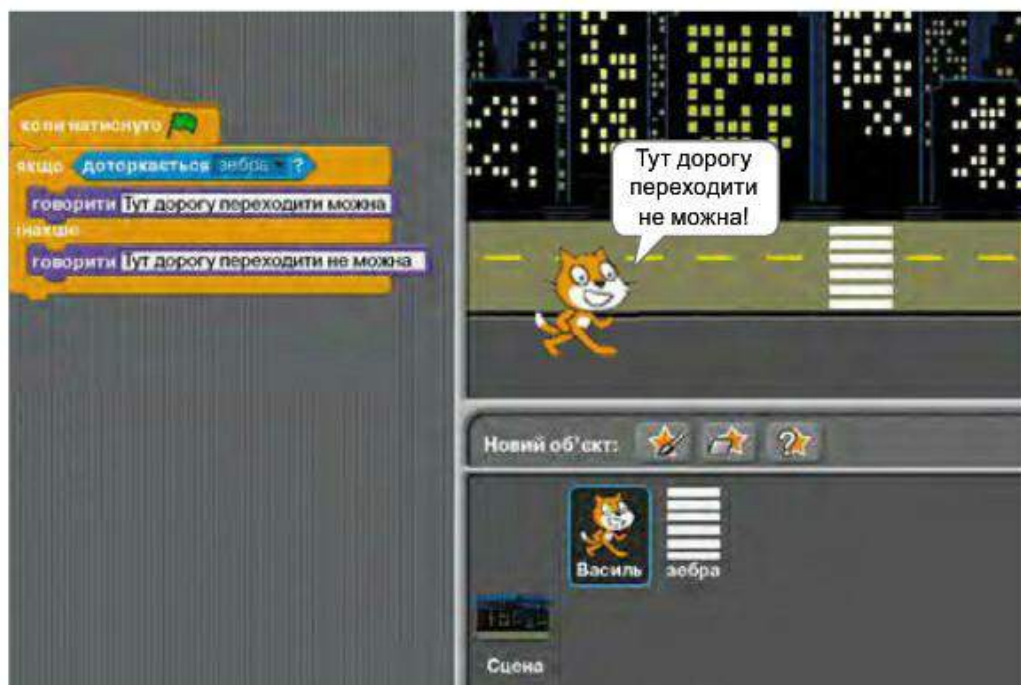 коли натиснуто
якщо доторкається зебра ?
говорити Тут дорогу переходити можна
інакше
говорити Тут дорогу переходити не можна
Тут дорогу
переходити
не можна!
Новий об'єкт:
Василь
зебра
Сцена